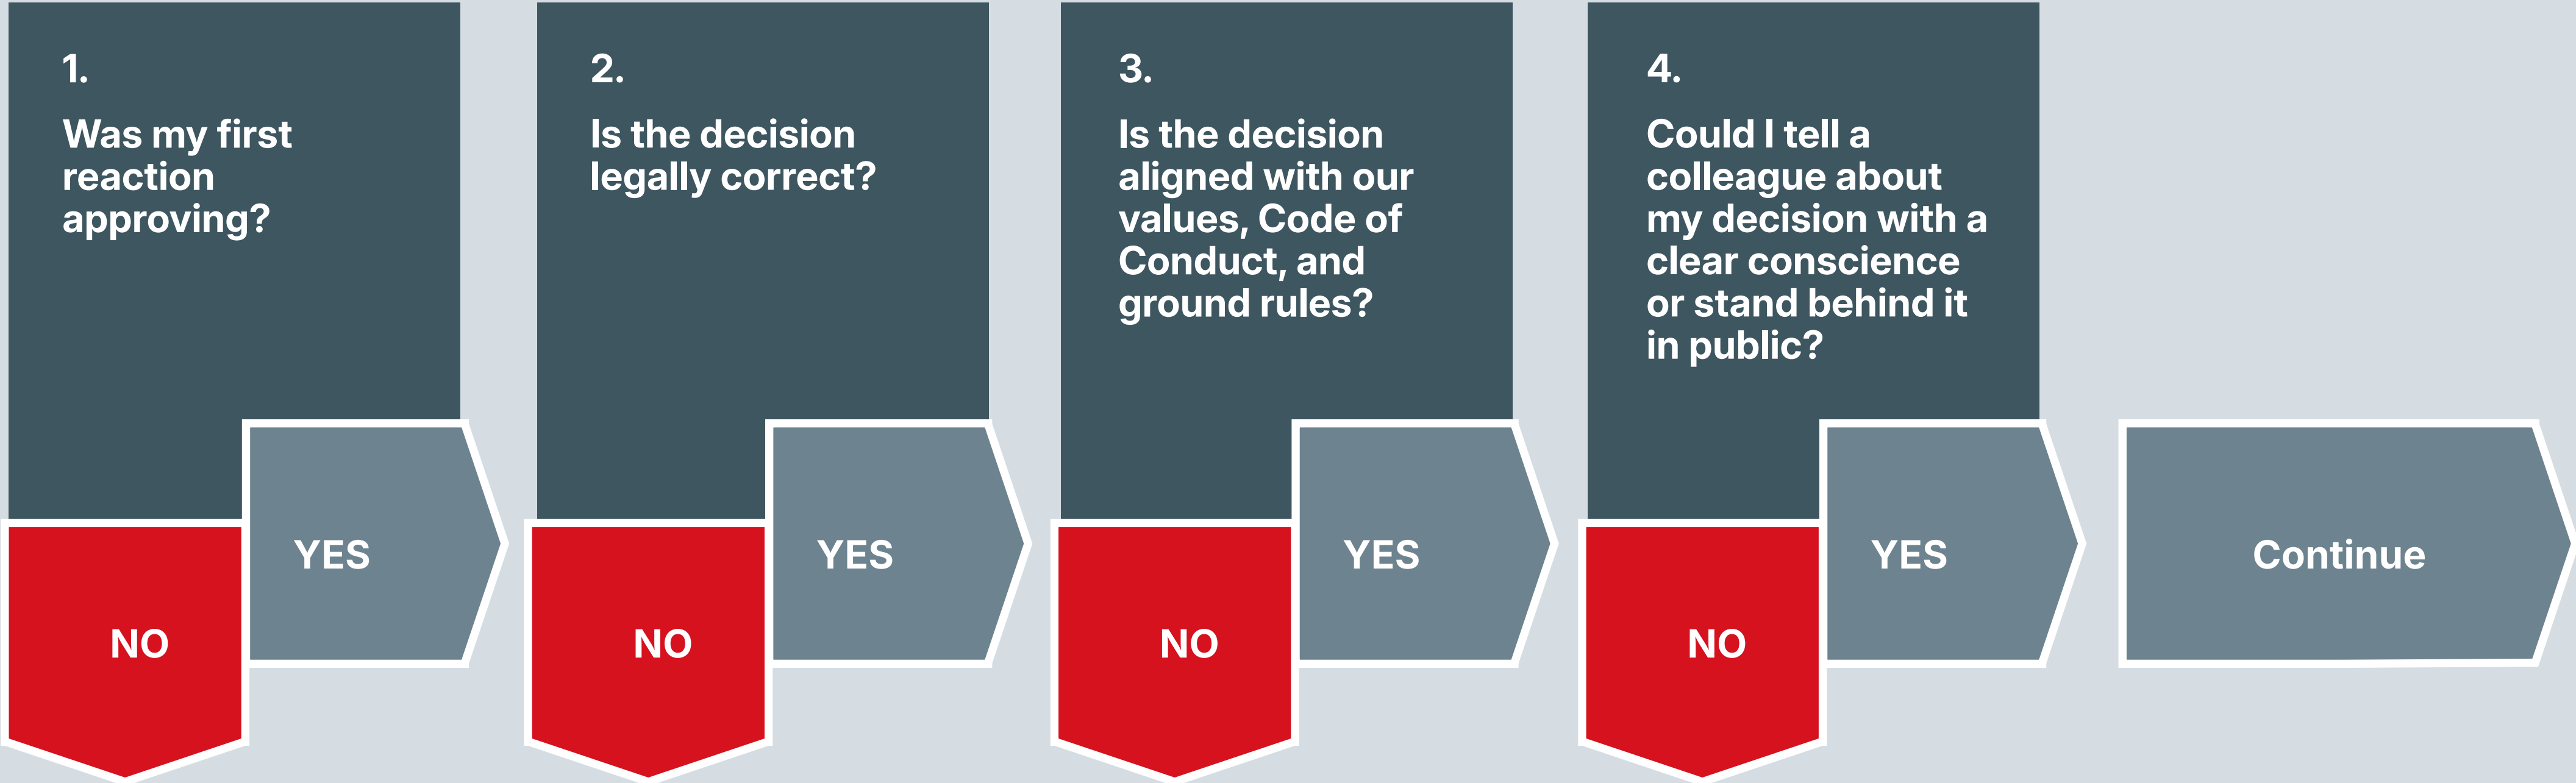 1.
Was my first
reaction
approving?
YES
NO
2.
Is the decision
legally correct?
YES
NO
3.
Is the decision
aligned with our
values, Code of
Conduct, and
ground rules?
YES
NO
4.
Could I tell a
colleague about
my decision with a
clear conscience
or stand behind it
in public?
YES
NO
Continue